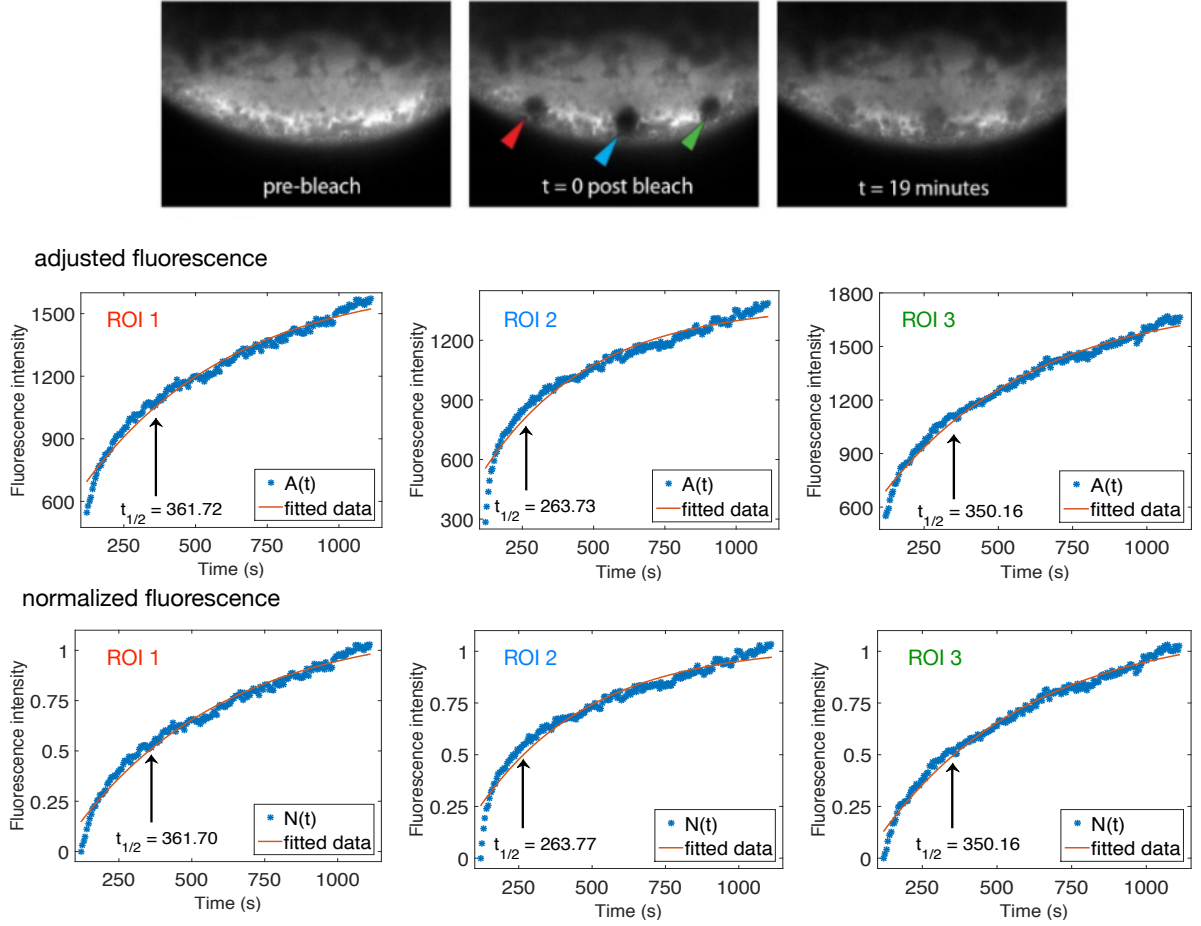 pre-bleach
t = 0 post bleach
t = 19 minutes
adjusted fluorescence
Fluorescence intensity
1500
1200
900
600
ROI 1
t1/2 = 361.72
A(t)
fitted data
250 500 750 1000
Time (s)
Fluorescence intensity
1200
900
600
300
ROI 2
t1/2 = 263.73
A(t)
fitted data
250 500 750 1000
Time (s)
Fluorescence intensity
1800
1500
1200
900
600
ROI 3
t1/2 = 350.16
A(t)
fitted data
250 500 750 1000
Time (s)
normalized fluorescence
Fluorescence intensity
1
0.75
0.5
0.25
0
ROI 1
t1/2 = 361.70
N(t)
fitted data
250 500 750 1000
Time (s)
Fluorescence intensity
1
0.75
0.5
0.25
0
ROI 2
t1/2 = 263.77
N(t)
fitted data
250 500 750 1000
Time (s)
Fluorescence intensity
1
0.75
0.5
0.25
0
ROI 3
t1/2 = 350.16
N(t)
fitted data
250 500 750 1000
Time (s)